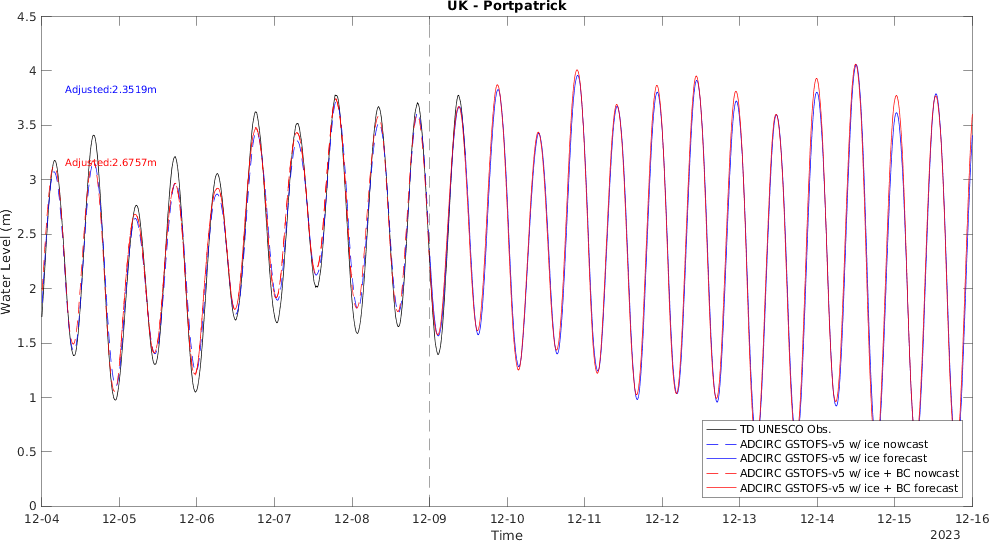 UK - Portpatrick
4.5
4
3.5
3
2.5
2
1.5
1
0.5
0
Water Level (m)
Adjusted:2.3519m
Adjusted:2.6757m
TD UNESCO Obs.
ADCIRC GSTOFS-v5 w/ ice nowcast
ADCIRC GSTOFS-v5 w/ ice forecast
ADCIRC GSTOFS-v5 w/ ice + BC nowcast
ADCIRC GSTOFS-v5 w/ ice + BC forecast
12-04 12-05 12-06 12-07 12-08 12-09 12-10 12-11 12-12 12-13 12-14 12-15 12-16
Time
2023